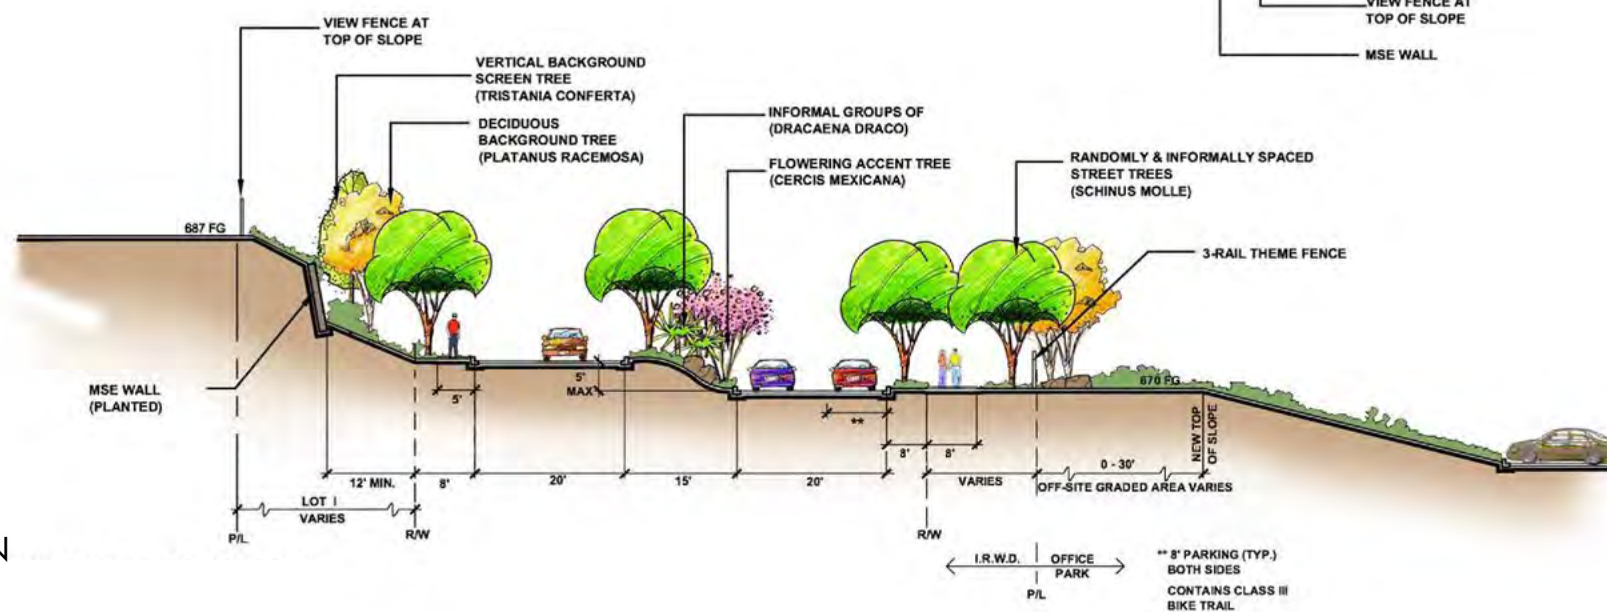 VIEW FENCE AT
TOP OF SLOPE
VIEW FENCE AT
TOP OF SLOPE
MSE WALL
VERTICAL BACKGROUND
SCREEN TREE
(TRISTANIA CONFERTA)
DECIDUOUS
BACKGROUND TREE
(PLATANUS RACEMOSA)
INFORMAL GROUPS OF
(DRACAENA DRACO)
FLOWERING ACCENT TREE
(CERCIS MEXICANA)
RANDOMLY & INFORMALLY SPACED
STREET TREES
(SCHINUS MOLLE)
3-RAIL THEME FENCE
687 FG
MSE WALL
(PLANTED)
5'
5'
MAX
**
670 FG
NEW TOP
OF SLOPE
8'
8'
12' MIN.
8'
20'
15'
20'
VARIES
0 - 30'
OFF-SITE GRADED AREA VARIES
LOT I
VARIES
P/L
R/W
R/W
N
I.R.W.D.
OFFICE
PARK
P/L
** 8' PARKING (TYP.)
BOTH SIDES
CONTAINS CLASS III
BIKE TRAIL